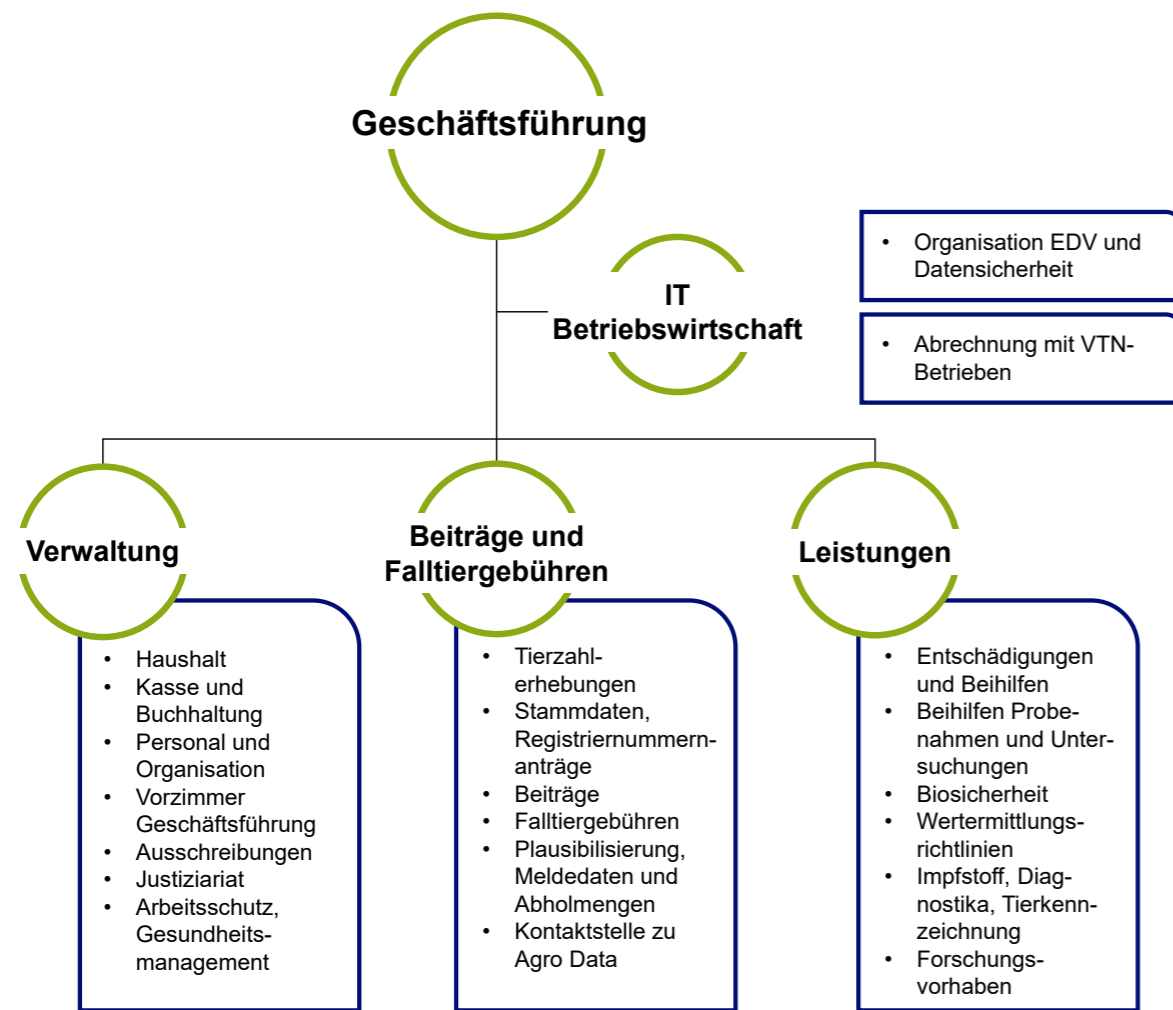 Geschäftsführung
IT
Betriebswirtschaft
• Organisation EDV und
Datensicherheit
• Abrechnung mit VTN-
Betrieben
Verwaltung
• Haushalt
• Kasse und
Buchhaltung
• Personal und
Organisation
• Vorzimmer
Geschäftsführung
• Ausschreibungen
• Justiziariat
• Arbeitsschutz,
Gesundheits-
management
Beiträge und
Falltiergebühren
• Tierzahl-
erhebungen
• Stammdaten,
Registriernummern-
anträge
• Beiträge
• Falltiergebühren
• Plausibilisierung,
Meldedaten und
Abholmengen
• Kontaktstelle zu
Agro Data
Leistungen
• Entschädigungen
und Beihilfen
• Beihilfen Probe-
nahmen und Unter-
suchungen
• Biosicherheit
• Wertermittlungs-
richtlinien
• Impfstoff, Diag-
nostika, Tierkenn-
zeichnung
• Forschungs-
vorhaben